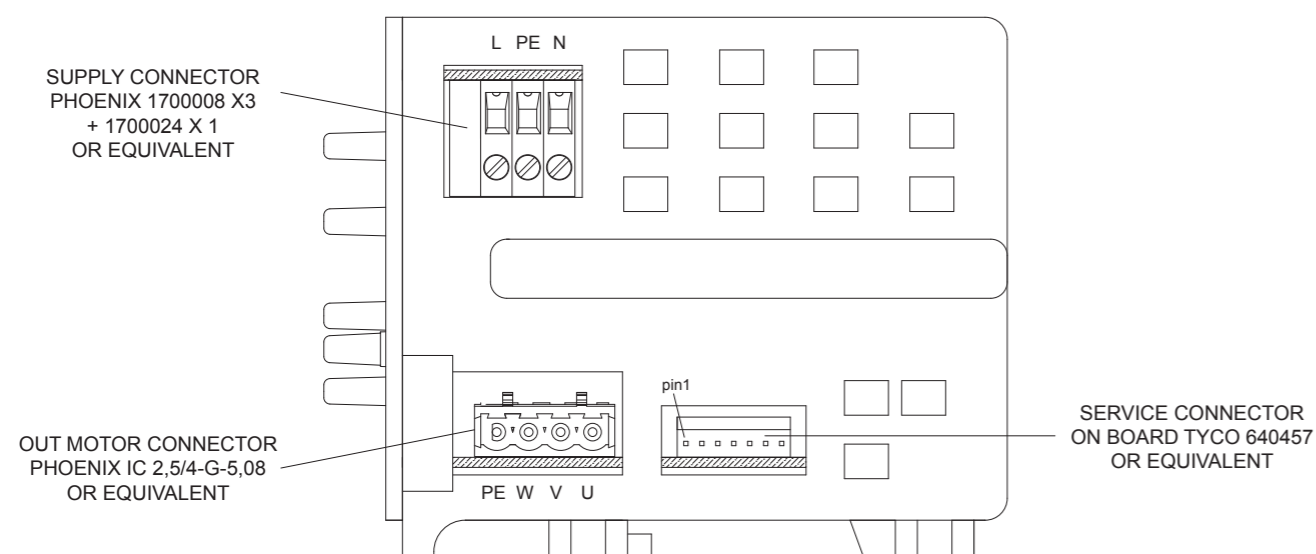 L PE N
SUPPLY CONNECTOR
PHOENIX 1700008 X3
+ 1700024 X 1
OR EQUIVALENT
pin1
OUT MOTOR CONNECTOR
PHOENIX IC 2,5/4-G-5,08
OR EQUIVALENT
PE W V U
SERVICE CONNECTOR
ON BOARD TYCO 640457
OR EQUIVALENT